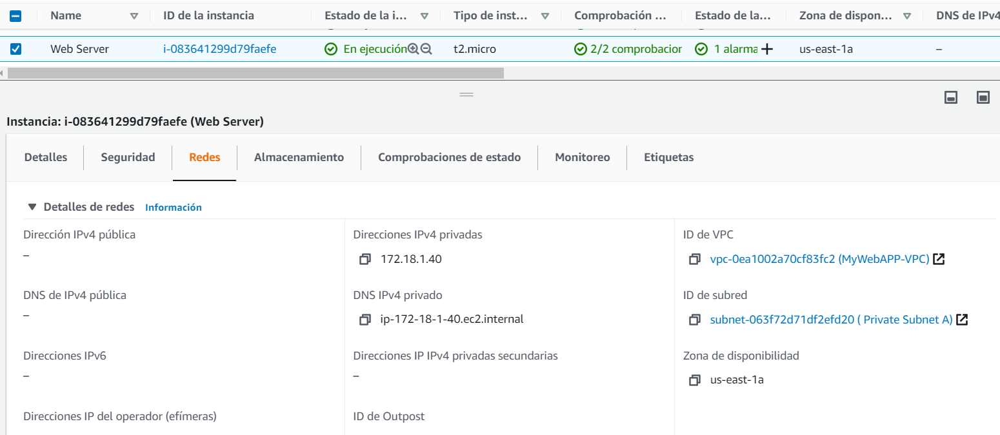 Name ID de la instancia Estado de la i... Tipo de inst... Comprobación ... Estado de la... Zona de dispon... DNS de IPv4
Web Server i-083641299d79faefe En ejecución t2.micro 2/2 comprobacior 1 alarma us-east-1a –
Instancia: i-083641299d79faefe (Web Server)
Detalles Seguridad Redes Almacenamiento Comprobaciones de estado Monitoreo Etiquetas
Detalles de redes Información
Dirección IPv4 pública Direcciones IPv4 privadas ID de VPC
– 172.18.1.40 vpc-0ea1002a70cf83fc2 (MyWebAPP-VPC)
DNS de IPv4 pública DNS IPv4 privado ID de subred
– ip-172-18-1-40.ec2.internal subnet-063f72d71df2efd20 ( Private Subnet A)
Direcciones IPv6 Direcciones IP IPv4 privadas secundarias Zona de disponibilidad
– – us-east-1a
Direcciones IP del operador (efímeras) ID de Outpost